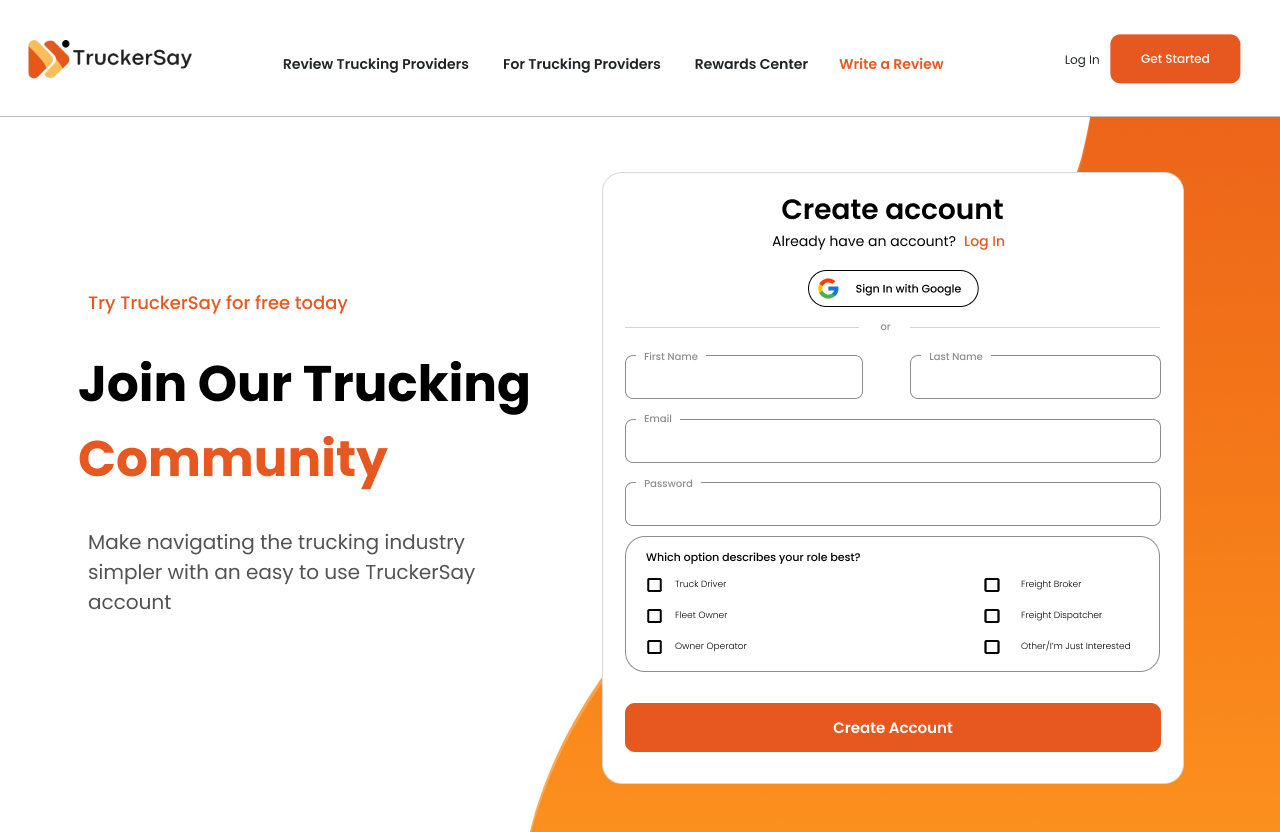 TruckerSay
Review Trucking Providers
For Trucking Providers
Rewards Center
Write a Review
Log In
Get Started
Try TruckerSay for free today
Join Our Trucking
Community
Make navigating the trucking industry
simpler with an easy to use TruckerSay
account
Create account
Already have an account? Log In
Sign In with Google
or
First Name
Last Name
Email
Password
Which option describes your role best?
Truck Driver
Freight Broker
Fleet Owner
Freight Dispatcher
Owner Operator
Other/I'm Just Interested
Create Account